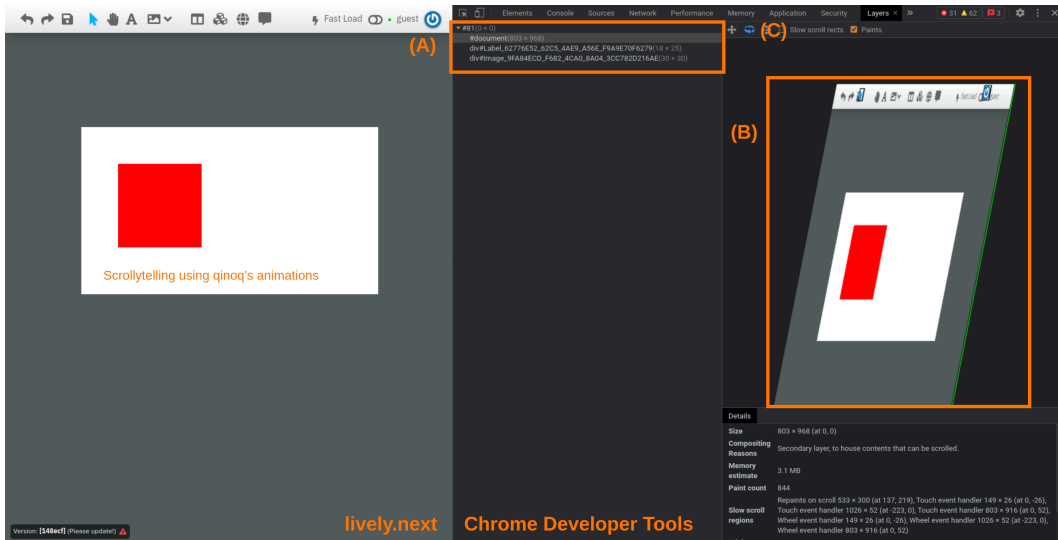 Fast Load
guest
(A)
Scrollytelling using qinoq's animations
Version: [148ecf] (Please update!)
lively.next
Elements Console Sources Network Performance Memory Application Security Layers × » 31 62 3
▾ #81(0 × 0)
#document(803 × 968)
div#Label_62776E52_62C5_4AE9_A56E_F9A9E70F6279(18 × 25)
div#Image_9FA84ECD_F682_4CA0_8A04_3CC782D216AE(30 × 30)
(C)
Slow scroll rects Paints
(B)
Fast Load
Chrome Developer Tools
Details
Size 803 × 968 (at 0, 0)
Compositing Reasons Secondary layer, to house contents that can be scrolled.
Memory estimate 3.1 MB
Paint count 844
Slow scroll regions
Repaints on scroll 533 × 300 (at 137, 219), Touch event handler 149 × 26 (at 0, -26),
Touch event handler 1026 × 52 (at -223, 0), Touch event handler 803 × 916 (at 0, 52),
Wheel event handler 149 × 26 (at 0, -26), Wheel event handler 1026 × 52 (at -223, 0),
Wheel event handler 803 × 916 (at 0, 52)